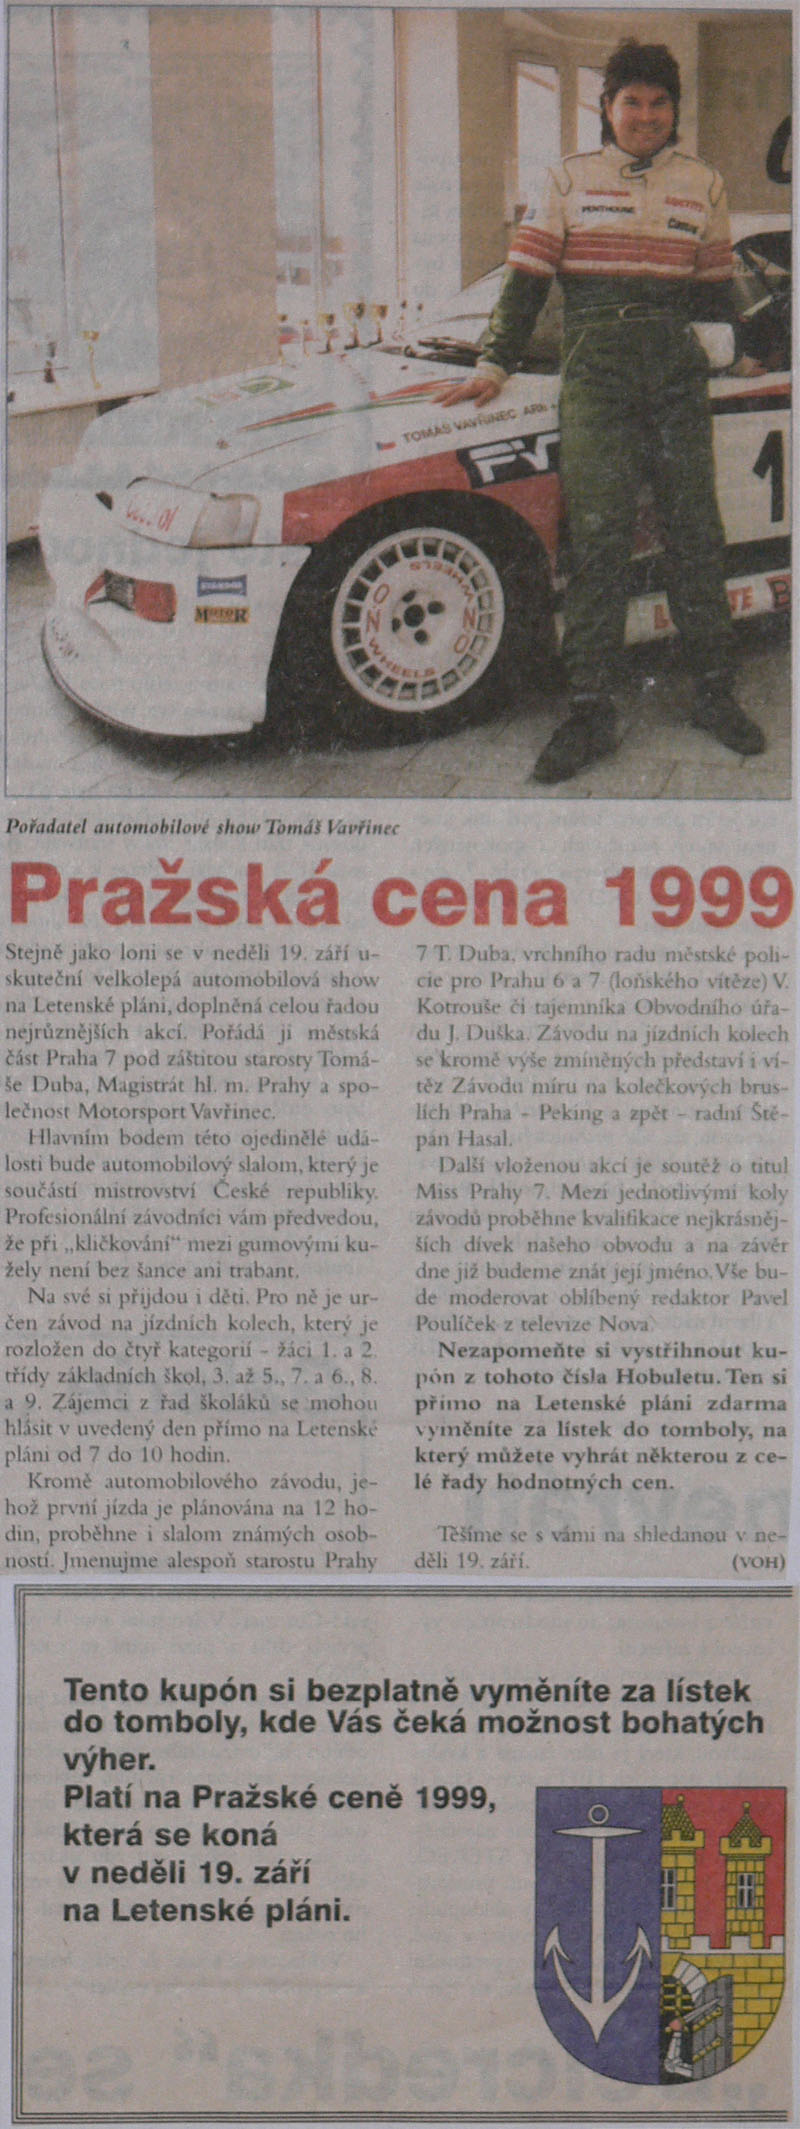 PENTHOUSE
LOCTITE
Castrol
TOMÁŠ VAVŘINEC
1
Castrol
STANDOX
MOTOR
WHEELS
O
N
O
N
WHEELS
Pořadatel automobilové show Tomáš Vavřinec
Pražská cena 1999
Stejně jako loni se v neděli 19. září u-
skuteční velkolepá automobilová show
na Letenské pláni, doplněná celou řadou
nejrůznějších akcí. Pořádá ji městská
část Praha 7 pod záštitou starosty Tomá-
še Duba, Magistrát hl. m. Prahy a spo-
lečnost Motorsport Vavřinec.
Hlavním bodem této ojedinělé udá-
losti bude automobilový slalom, který je
součástí mistrovství České republiky.
Profesionální závodníci vám předvedou,
že při „kličkování" mezi gumovými ku-
žely není bez šance ani trabant.
Na své si přijdou i děti. Pro ně je ur-
čen závod na jízdních kolech, který je
rozložen do čtyř kategorií – žáci 1. a 2.
třídy základních škol, 3. až 5., 7. a 6., 8.
a 9. Zájemci z řad školáků se mohou
hlásit v uvedený den přímo na Letenské
pláni od 7 do 10 hodin.
Kromě automobilového závodu, je-
hož první jízda je plánována na 12 ho-
din, proběhne i slalom známých osob-
ností. Jmenujme alespoň starostu Prahy
7 T. Duba, vrchního radu městské poli-
cie pro Prahu 6 a 7 (loňského vítěze) V.
Kotrouše či tajemníka Obvodního úřa-
du J. Duška. Závodu na jízdních kolech
se kromě výše zmíněných představí i ví-
těz Závodu míru na kolečkových brus-
lích Praha – Peking a zpět – radní Ště-
pán Hasal.
Další vloženou akcí je soutěž o titul
Miss Prahy 7. Mezi jednotlivými koly
závodů proběhne kvalifikace nejkrásněj-
ších dívek našeho obvodu a na závěr
dne již budeme znát její jméno. Vše bu-
de moderovat oblíbený redaktor Pavel
Poulíček z televize Nova.
Nezapomeňte si vystřihnout ku-
pón z tohoto čísla Hobuletu. Ten si
přímo na Letenské pláni zdarma
vyměníte za lístek do tomboly, na
který můžete vyhrát některou z ce-
lé řady hodnotných cen.
Těšíme se s vámi na shledanou v ne-
děli 19. září. (VOH)
Tento kupón si bezplatně vyměníte za lístek
do tomboly, kde Vás čeká možnost bohatých
výher.
Platí na Pražské ceně 1999,
která se koná
v neděli 19. září
na Letenské pláni.